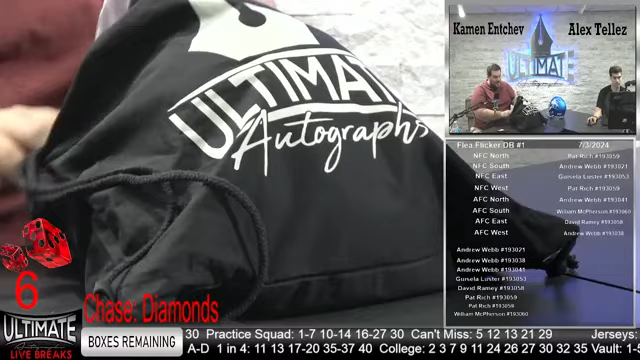 ULTIMATE
Autographs
Kamen Entchev
Alex Tellez
ULTIMATE
Flea Flicker DB #1 7/3/2024
NFC North Pat Rich #193059
NFC South Andrew Webb #193021
NFC East Guisela Luster #193053
NFC West Pat Rich #193059
AFC North Andrew Webb #193041
AFC South William McPherson #193060
AFC East David Ramey #193058
AFC West Andrew Webb #193038
Andrew Webb #193021
Andrew Webb #193038
Andrew Webb #193041
Guisela Luster #193053
David Ramey #193058
Pat Rich #193059
Pat Rich #193059
William McPherson #193060
6
Chase: Diamonds
ULTIMATE
LIVE BREAKS
BOXES REMAINING
30 Practice Squad: 1-7 10-14 16-27 30 Can't Miss: 5 12 13 21 29 Jerseys:
A-D 1 in 4: 11 13 17-20 35-37 40 College: 2 3 7 9 11 24 26 27 30 32 35 Vault: 1-